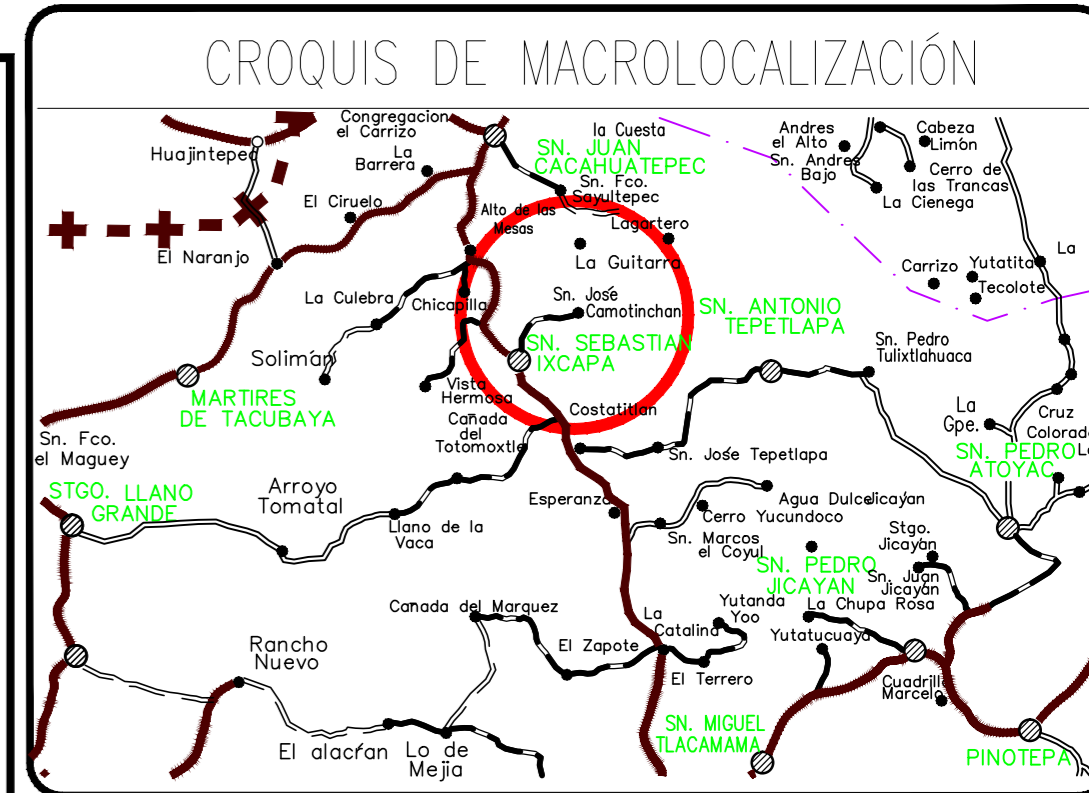 CROQUIS DE MACROLOCALIZACIÓN
Congregacion
el Carrizo
Huajintepec
La
Barrera
SN. JUAN
CACAHUATEPEC
la Cuesta
Andres
el Alto
Sn. Andres
Bajo
Cabeza
Limón
Cerro de
las Trancas
La Cienega
Sn. Fco.
Sayultepec
El Ciruelo
Alto de las
Mesas
Lagartero
El Naranjo
La Guitarra
La
Carrizo
Yutatita
Tecolote
La Culebra
Chicapilla
Sn. José
Camotinchan
SN. ANTONIO
TEPETLAPA
Solimán
SN. SEBASTIAN
IXCAPA
Sn. Pedro
Tulixtlahuaca
MARTIRES
DE TACUBAYA
Vista
Hermosa
Costatitlan
Cañada
del
Totomoxtle
La
Gpe.
Cruz
Colorado
Sn. Fco.
el Maguey
Sn. Jose Tepetlapa
SN. PEDRO
ATOYAC
STGO. LLANO
GRANDE
Arroyo
Tomatal
Esperanza
Agua Dulce
Jicayan
Llano de la
Vaca
Cerro
Yucundoco
Sn. Marcos
el Coyul
Stgo.
Jicayan
SN. PEDRO
JICAYAN
Sn. Juan
Jicayan
Cañada del Marquez
La
Catalina
Yutanda
Yoo
La Chupa Rosa
Yutatucuaya
Rancho
Nuevo
El Zapote
El Terrero
Cuadrilla
Marcelo
SN. MIGUEL
TLACAMAMA
El alacran
Lo de
Mejia
PINOTEPA